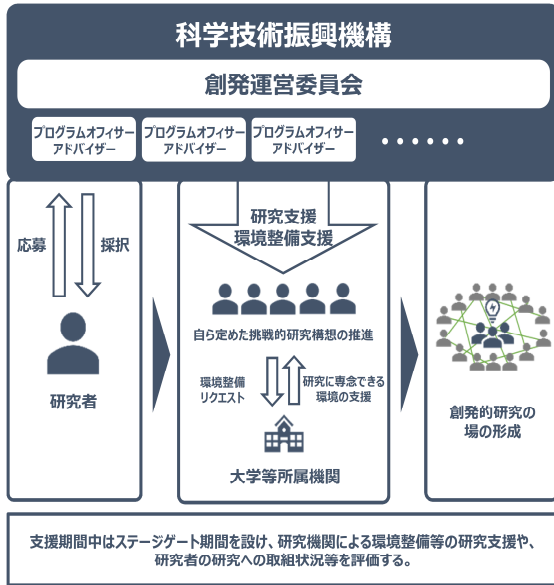 科学技術振興機構
創発運営委員会
プログラムオフィサー
アドバイザー
プログラムオフィサー
アドバイザー
プログラムオフィサー
アドバイザー
・・・・・・
応募
採択
研究者
研究支援
環境整備支援
自ら定めた挑戦的研究構想の推進
環境整備
リクエスト
研究に専念できる
環境の支援
大学等所属機関
創発的研究の
場の形成
支援期間中はステージゲート期間を設け、研究機関による環境整備等の研究支援や、
研究者の研究への取組状況等を評価する。